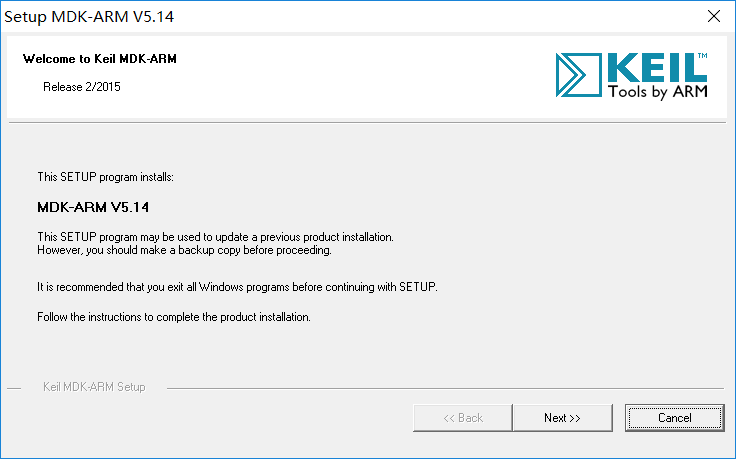 Setup MDK-ARM V5.14
Welcome to Keil MDK-ARM
Release 2/2015
KEIL™
Tools by ARM
This SETUP program installs:
MDK-ARM V5.14
This SETUP program may be used to update a previous product installation.
However, you should make a backup copy before proceeding.
It is recommended that you exit all Windows programs before continuing with SETUP.
Follow the instructions to complete the product installation.
Keil MDK-ARM Setup
<< Back
Next >>
Cancel